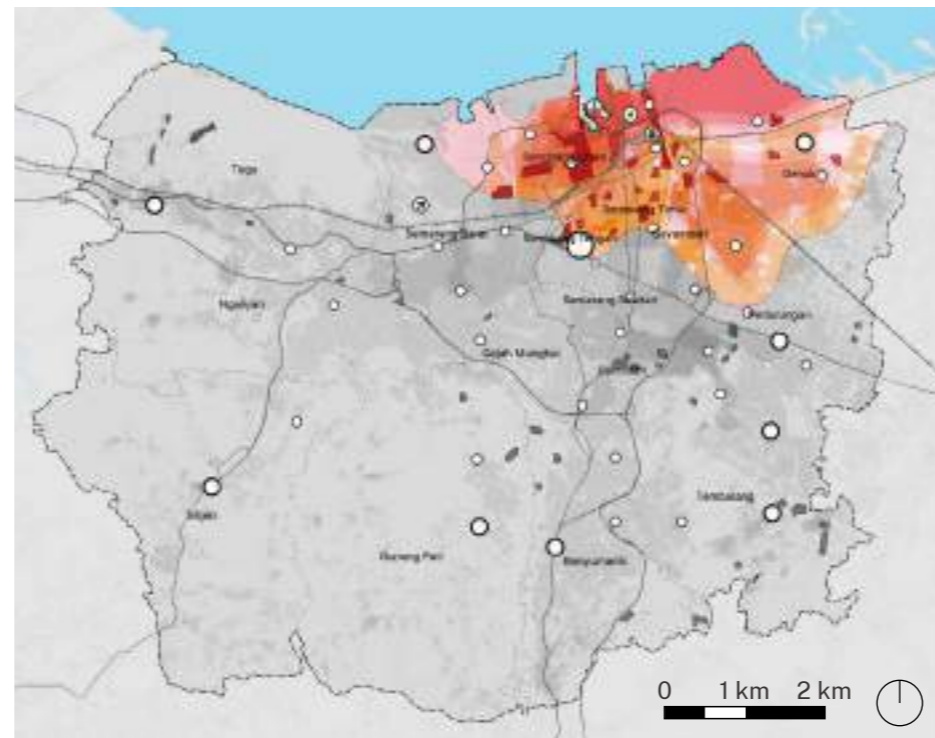 Tugu
Genuk
Semarang Timur
Semarang Barat
Ngaliyan
Semarang Selatan
Pedurungan
Gajah Mungkur
Tembalang
Mijen
Gunung Pati
Banyumanik
0 1 km 2 km